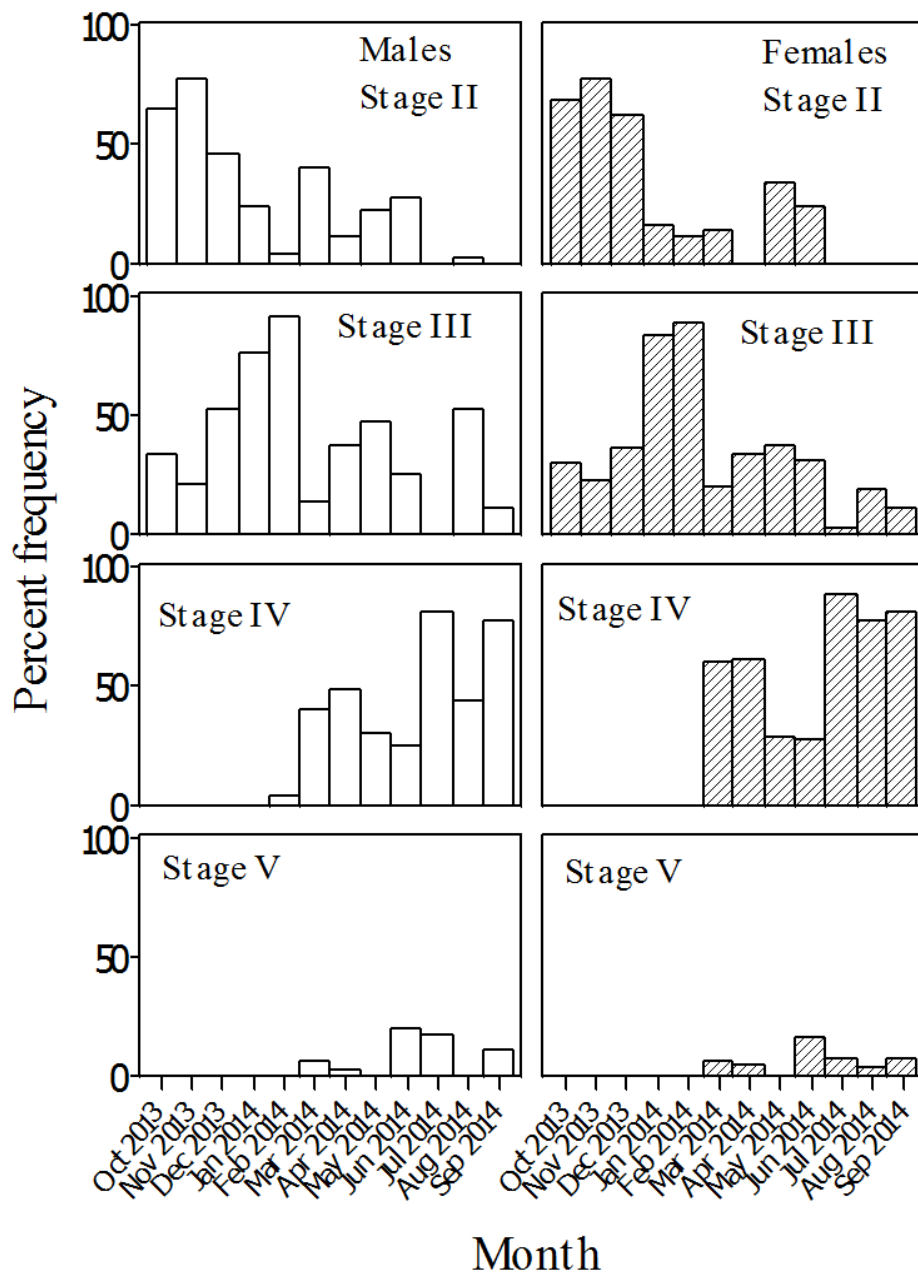 100
50
0
Males
Stage II
Females
Stage II
100
50
0
Stage III
Stage III
100
50
0
Stage IV
Stage IV
100
50
0
Stage V
Stage V
Percent frequency
Oct 2013
Nov 2013
Dec 2013
Jan 2014
Feb 2014
Mar 2014
Apr 2014
May 2014
Jun 2014
Jul 2014
Aug 2014
Sep 2014
Oct 2013
Nov 2013
Dec 2013
Jan 2014
Feb 2014
Mar 2014
Apr 2014
May 2014
Jun 2014
Jul 2014
Aug 2014
Sep 2014
Month